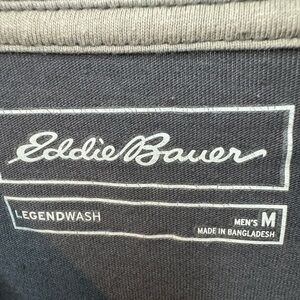 Eddie Bauer
LEGENDWASH
MEN'S M
MADE IN BANGLADESH